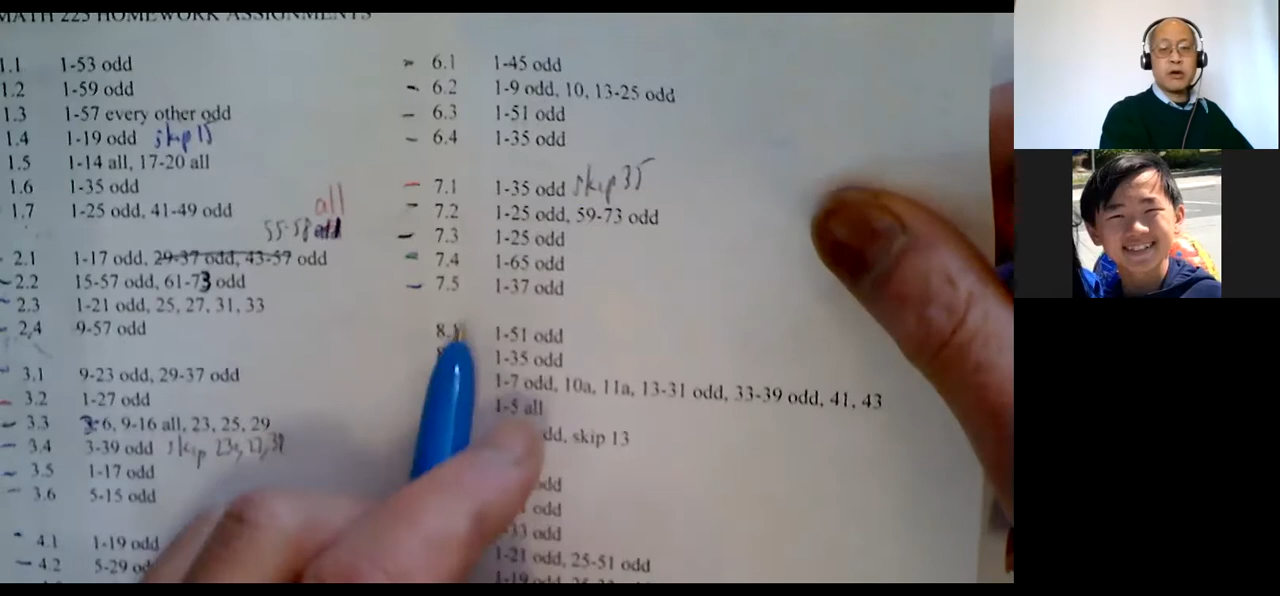 MATH 225 HOMEWORK ASSIGNMENTS
1.1 1-53 odd
1.2 1-59 odd
1.3 1-57 every other odd
1.4 1-19 odd skip 15
1.5 1-14 all, 17-20 all
1.6 1-35 odd
1.7 1-25 odd, 41-49 odd all
55-58
2.1 1-17 odd, 29-37 odd, 43-57 odd
2.2 15-57 odd, 61-73 odd
2.3 1-21 odd, 25, 27, 31, 33
2.4 9-57 odd
3.1 9-23 odd, 29-37 odd
3.2 1-27 odd
3.3 6, 9-16 all, 23, 25, 29
3.4 3-39 odd skip
3.5 1-17 odd
3.6 5-15 odd
4.1 1-19 odd
4.2 5-29
6.1 1-45 odd
6.2 1-9 odd, 10, 13-25 odd
6.3 1-51 odd
6.4 1-35 odd
7.1 1-35 odd skip 35
7.2 1-25 odd, 59-73 odd
7.3 1-25 odd
7.4 1-65 odd
7.5 1-37 odd
8.1 1-51 odd
1-35 odd
1-7 odd, 10a, 11a, 13-31 odd, 33-39 odd, 41, 43
1-5 all
skip 13
1-21 odd, 25-51 odd